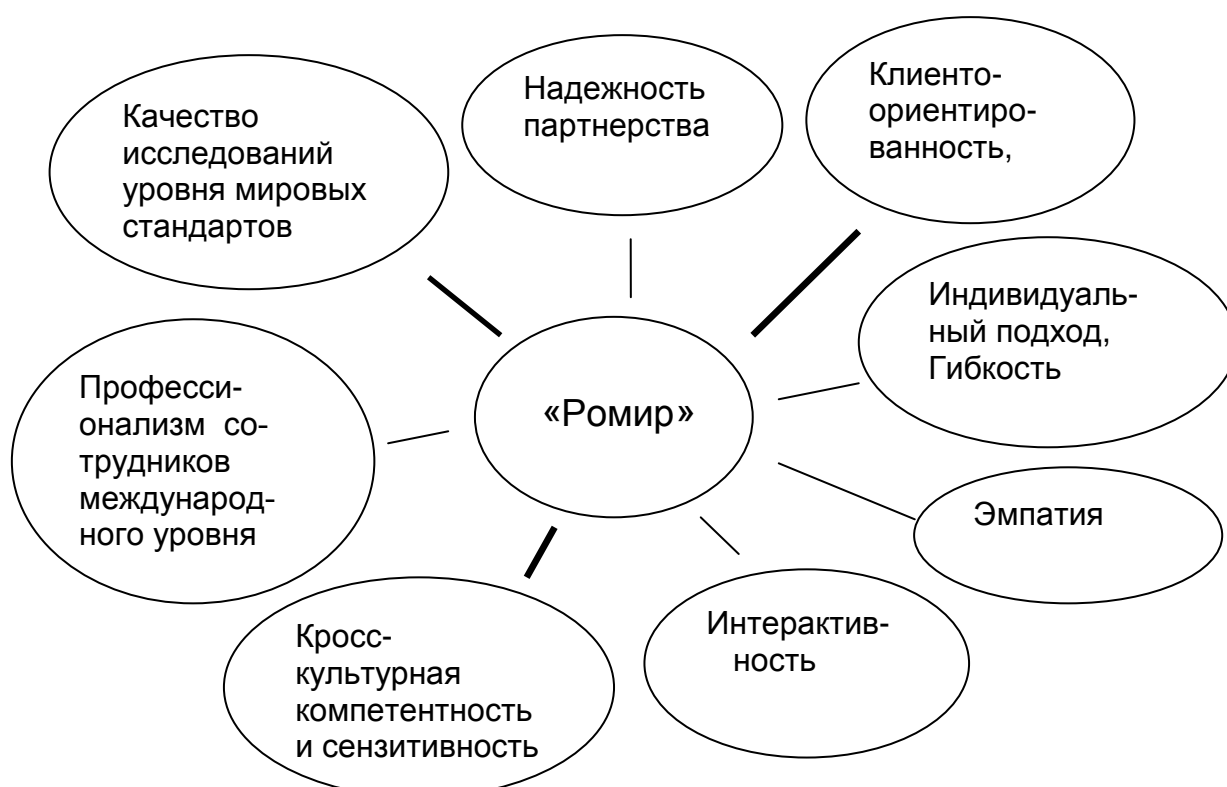 Качество
исследований
уровня мировых
стандартов
Надежность
партнерства
Клиенто-
ориентиро-
ванность,
Индивидуаль-
ный подход,
Гибкость
Професси-
онализм со-
трудников
международ-
ного уровня
«Ромир»
Эмпатия
Кросс-
культурная
компетентность
и сензитивность
Интерактив-
ность